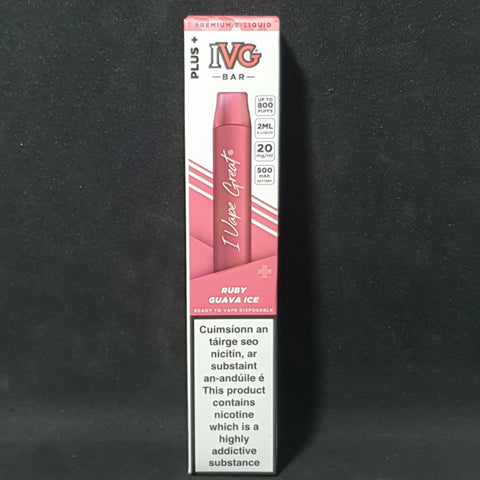 PREMIUM E-LIQUID
PLUS +
IVG
BAR
UP TO
800
PUFFS
2ML
E-LIQUID
20
mg/ml
500
mAh
BATTERY
I Vape Great®
RUBY
GUAVA ICE
READY TO VAPE DISPOSABLE
Cuimsíonn an
táirge seo
nicitín, ar
substaint
an-andúile é
This product
contains
nicotine
which is a
highly
addictive
substance